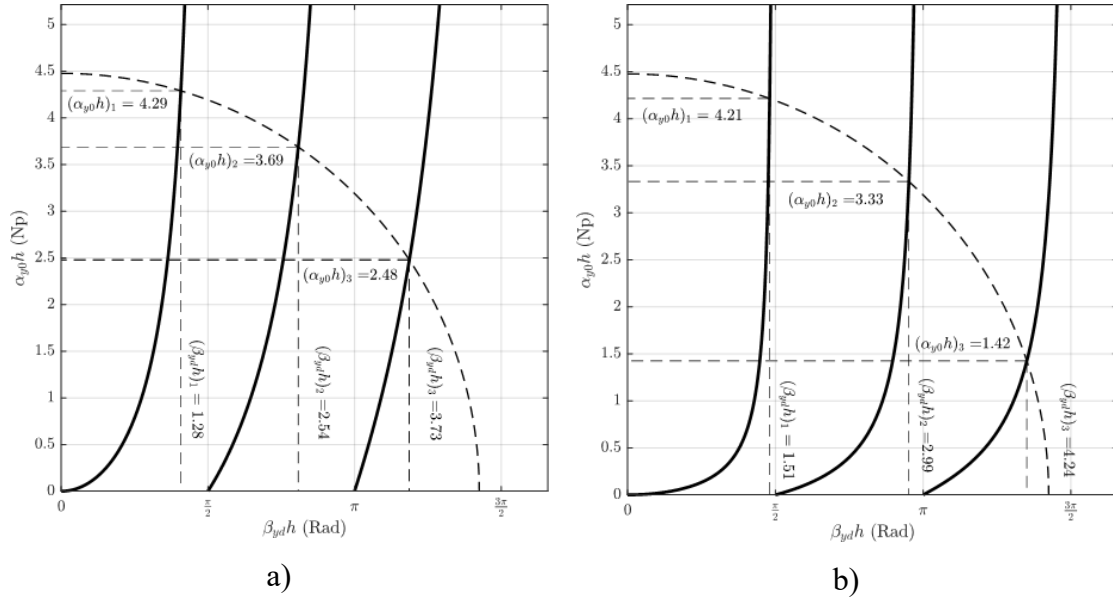 5
4.5
4
3.5
3
2.5
2
1.5
1
0.5
0
α_{y0}h (Np)
(α_{y0}h)_1 = 4.29
(α_{y0}h)_2 =3.69
(α_{y0}h)_3 =2.48
(β_{yd}h)_1 = 1.28
(β_{yd}h)_2 =2.54
(β_{yd}h)_3 =3.73
0
π/2
π
3π/2
β_{yd}h (Rad)
a)
5
4.5
4
3.5
3
2.5
2
1.5
1
0.5
0
α_{y0}h (Np)
(α_{y0}h)_1 = 4.21
(α_{y0}h)_2 =3.33
(α_{y0}h)_3 =1.42
(β_{yd}h)_1 = 1.51
(β_{yd}h)_2 =2.99
(β_{yd}h)_3 =4.24
0
π/2
π
3π/2
β_{yd}h (Rad)
b)